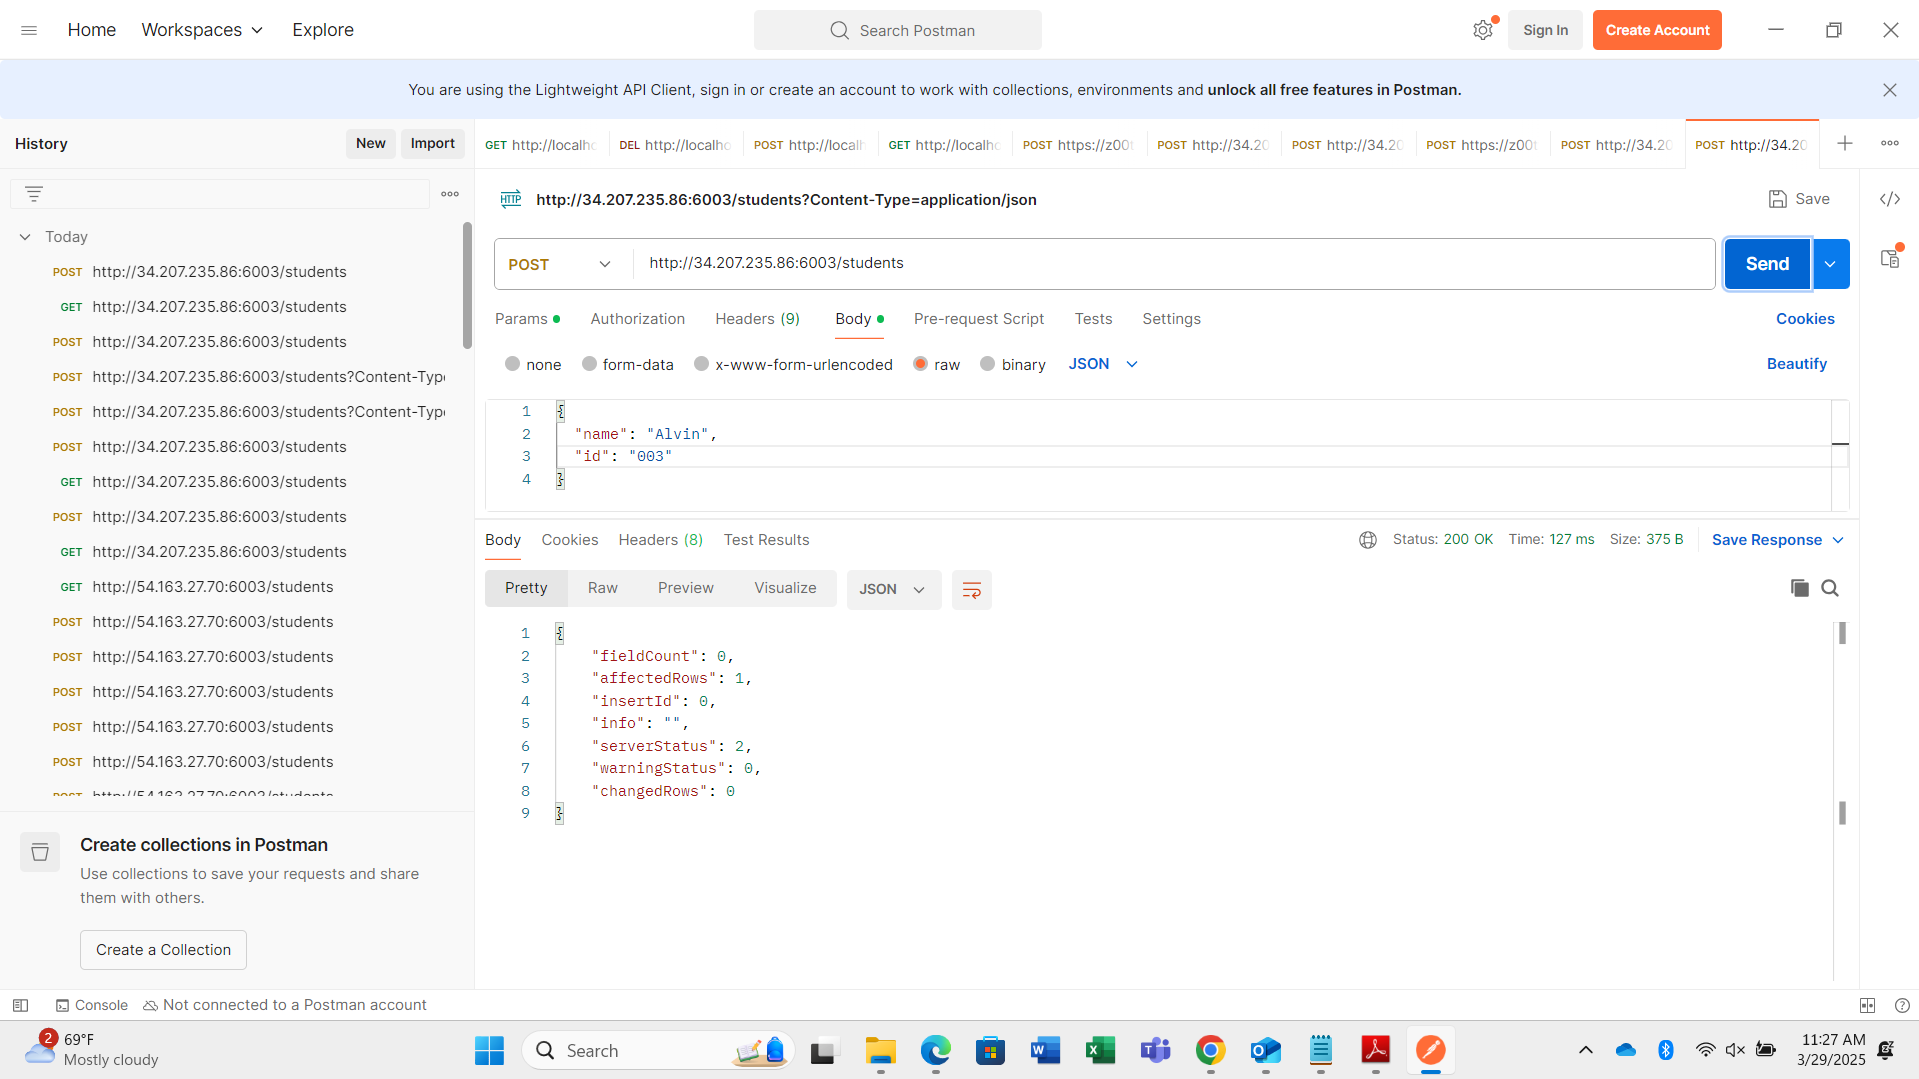 Home Workspaces Explore Search Postman Sign In Create Account
You are using the Lightweight API Client, sign in or create an account to work with collections, environments and unlock all free features in Postman.
History New Import
GET http://localho DEL http://localho POST http://locall GET http://localho POST https://z00 POST http://34.20 POST http://34.20 POST https://z00 POST http://34.20 POST http://34.20
HTTP http://34.207.235.86:6003/students?Content-Type=application/json Save
POST http://34.207.235.86:6003/students Send
Params Authorization Headers (9) Body Pre-request Script Tests Settings Cookies
none form-data x-www-form-urlencoded raw binary JSON Beautify
1 {
2 "name": "Alvin",
3 "id": "003"
4 }
Today
POST http://34.207.235.86:6003/students
GET http://34.207.235.86:6003/students
POST http://34.207.235.86:6003/students
POST http://34.207.235.86:6003/students?Content-Type
POST http://34.207.235.86:6003/students?Content-Type
POST http://34.207.235.86:6003/students
GET http://34.207.235.86:6003/students
POST http://34.207.235.86:6003/students
GET http://34.207.235.86:6003/students
GET http://54.163.27.70:6003/students
POST http://54.163.27.70:6003/students
POST http://54.163.27.70:6003/students
POST http://54.163.27.70:6003/students
POST http://54.163.27.70:6003/students
POST http://54.163.27.70:6003/students
POST http://54.163.27.70:6003/students
Body Cookies Headers (8) Test Results Status: 200 OK Time: 127 ms Size: 375 B Save Response
Pretty Raw Preview Visualize JSON
1 {
2 "fieldCount": 0,
3 "affectedRows": 1,
4 "insertId": 0,
5 "info": "",
6 "serverStatus": 2,
7 "warningStatus": 0,
8 "changedRows": 0
9 }
Create collections in Postman
Use collections to save your requests and share
them with others.
Create a Collection
Console Not connected to a Postman account
2 69°F
Mostly cloudy
Search
11:27 AM
3/29/2025